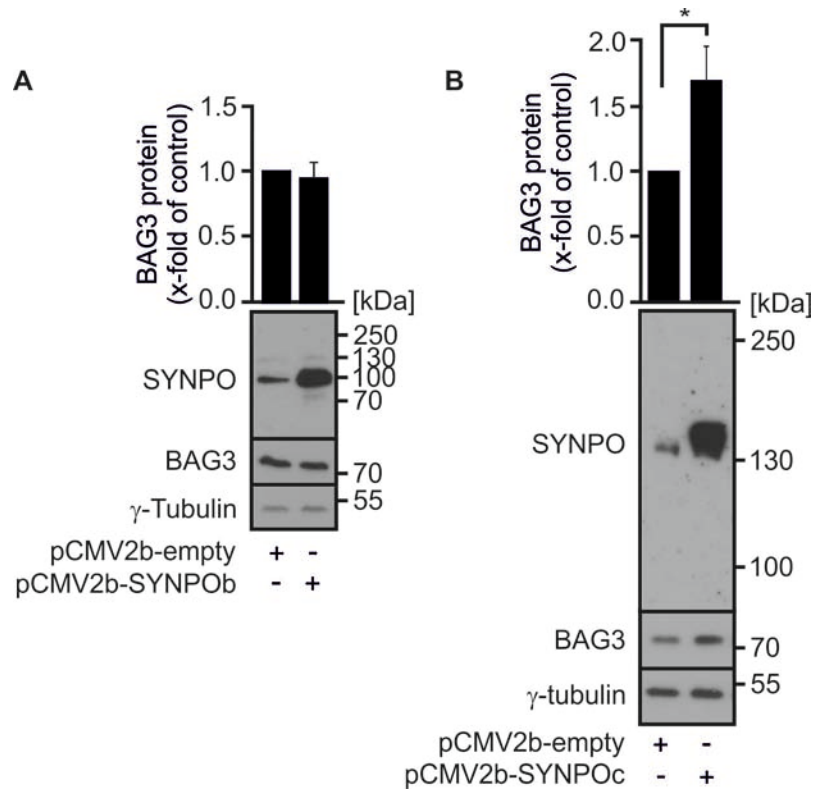 A
BAG3 protein
(x-fold of control)
1.5
1.0
0.5
0.0
[kDa]
SYNPO
250
130
100
70
BAG3
70
γ-Tubulin
55
pCMV2b-empty + -
pCMV2b-SYNPOb - +
B
*
BAG3 protein
(x-fold of control)
2.0
1.5
1.0
0.5
0.0
[kDa]
250
SYNPO
130
100
BAG3
70
γ-tubulin
55
pCMV2b-empty + -
pCMV2b-SYNPOc - +